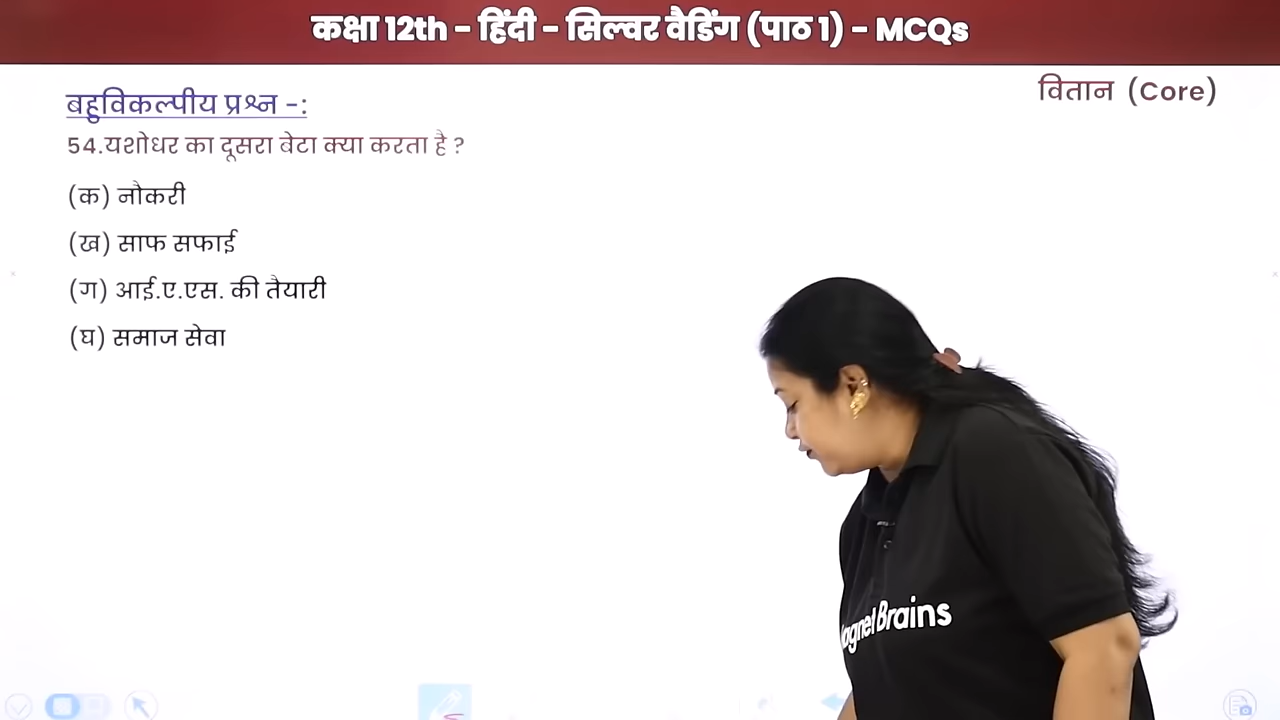 कक्षा 12th - हिंदी - सिल्वर वैडिंग (पाठ 1) - MCQs
वितान (Core)
बहुविकल्पीय प्रश्न -:
54.यशोधर का दूसरा बेटा क्या करता है ?
(क) नौकरी
(ख) साफ सफाई
(ग) आई.ए.एस. की तैयारी
(घ) समाज सेवा
agnet Brains